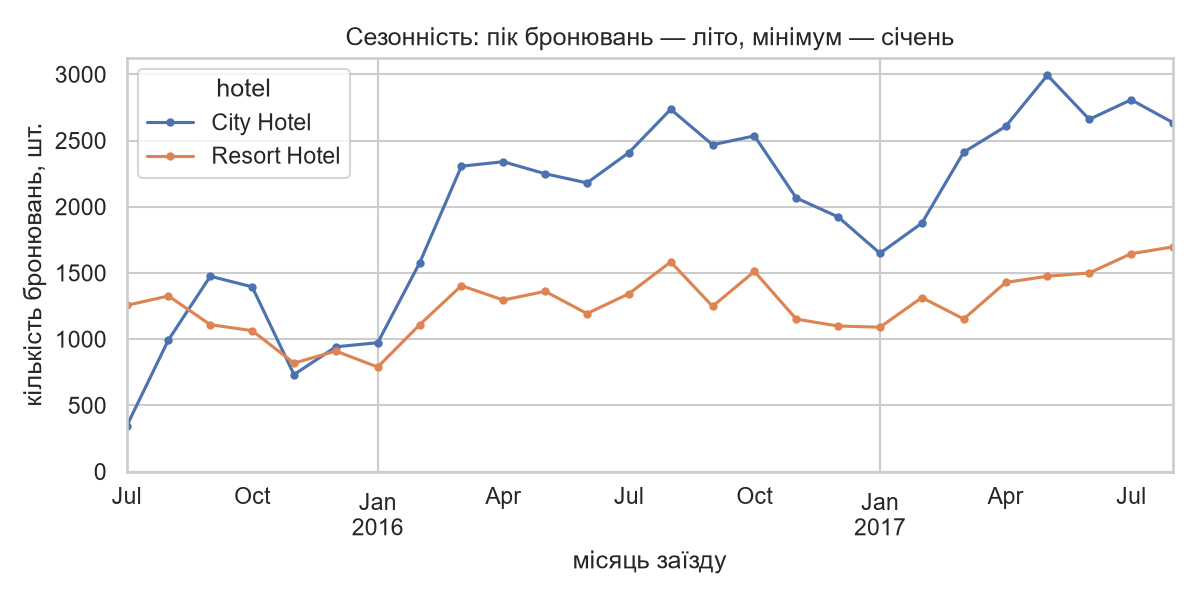 Сезонність: пік бронювань — літо, мінімум — січень
hotel
City Hotel
Resort Hotel
кількість бронювань, шт.
3000
2500
2000
1500
1000
500
0
Jul
Oct
Jan
2016
Apr
Jul
Oct
Jan
2017
Apr
Jul
місяць заїзду